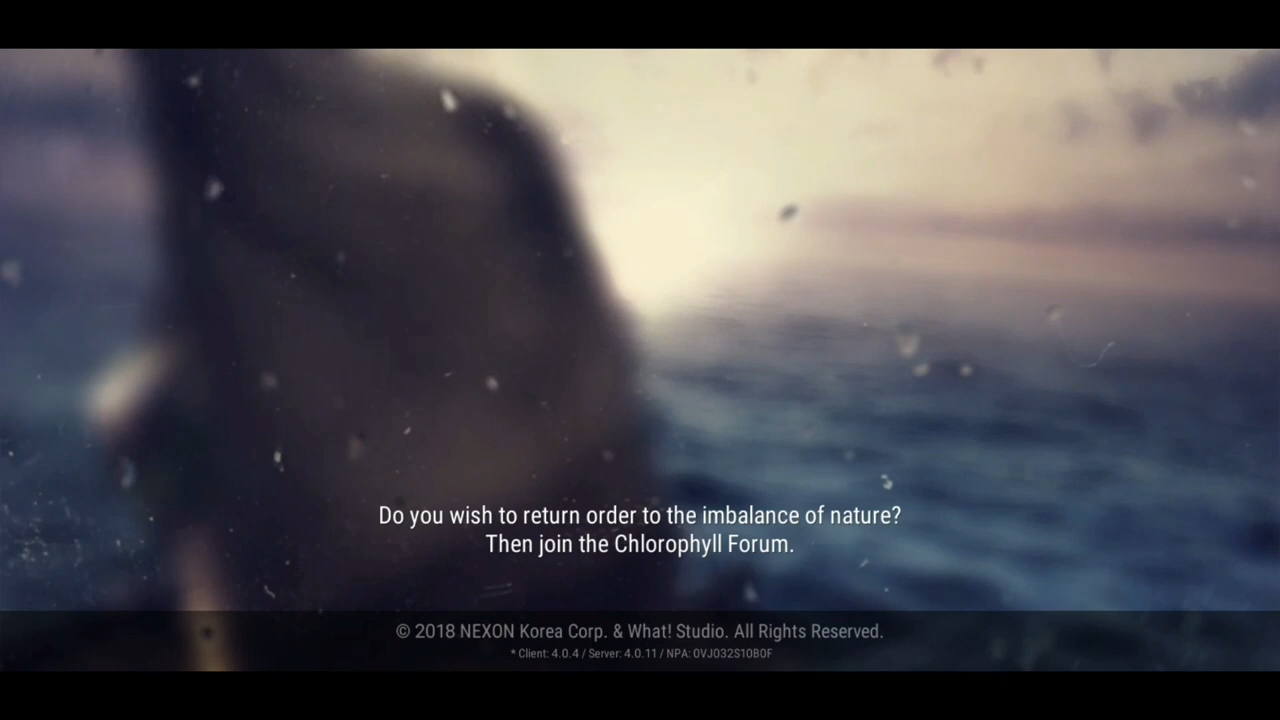 Do you wish to return order to the imbalance of nature?
Then join the Chlorophyll Forum.
© 2018 NEXON Korea Corp. & What! Studio. All Rights Reserved.
* Client: 4.0.4 / Server: 4.0.11 / NPA: 0VJ032S10B0F